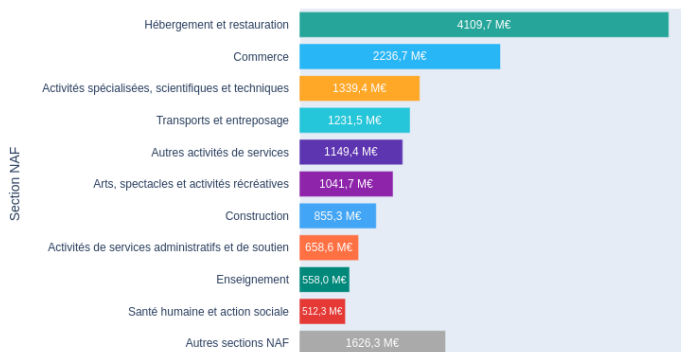 Section NAF
Hébergement et restauration 4109,7 M€
Commerce 2236,7 M€
Activités spécialisées, scientifiques et techniques 1339,4 M€
Transports et entreposage 1231,5 M€
Autres activités de services 1149,4 M€
Arts, spectacles et activités récréatives 1041,7 M€
Construction 855,3 M€
Activités de services administratifs et de soutien 658,6 M€
Enseignement 558,0 M€
Santé humaine et action sociale 512,3 M€
Autres sections NAF 1626,3 M€